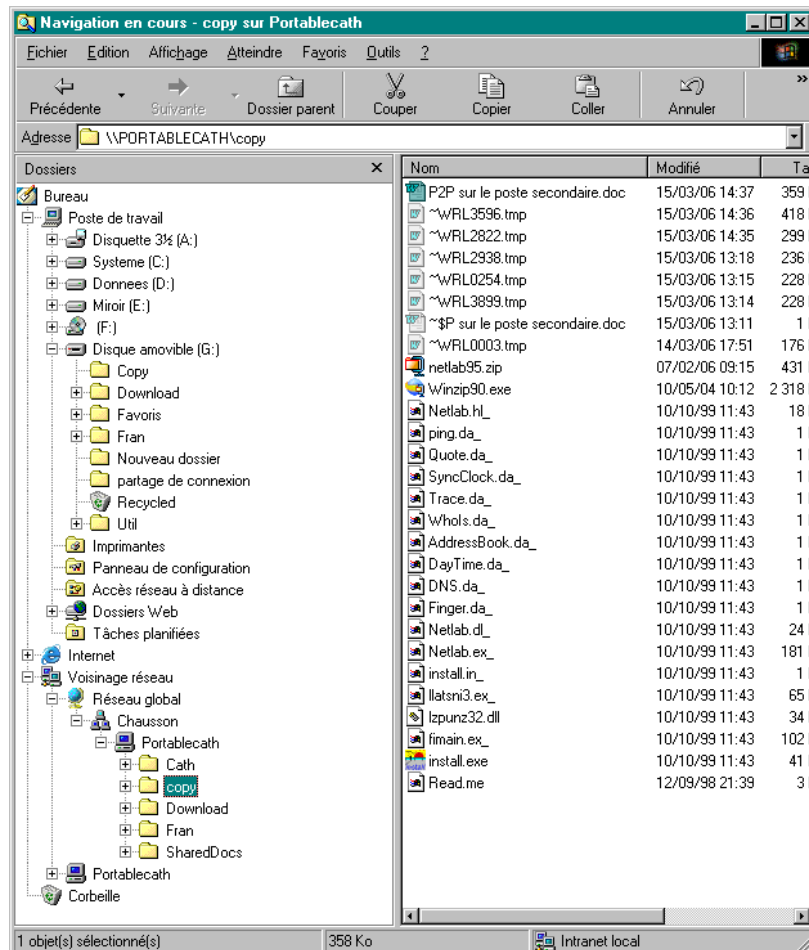 Navigation en cours - copy sur Portablecath
Fichier Edition Affichage Atteindre Favoris Outils ?
Précédente Suivante Dossier parent Couper Copier Coller Annuler »
Adresse \\PORTABLECATH\copy
Dossiers
Bureau
Poste de travail
Disquette 3½ (A:)
Systeme (C:)
Donnees (D:)
Miroir (E:)
(F:)
Disque amovible (G:)
Copy
Download
Favoris
Fran
Nouveau dossier
partage de connexion
Recycled
Util
Imprimantes
Panneau de configuration
Accès réseau à distance
Dossiers Web
Tâches planifiées
Internet
Voisinage réseau
Réseau global
Chausson
Portablecath
Cath
copy
Download
Fran
SharedDocs
Portablecath
Corbeille
Nom Modifié Ta
P2P sur le poste secondaire.doc 15/03/06 14:37 359
~WRL3596.tmp 15/03/06 14:36 418
~WRL2822.tmp 15/03/06 14:35 299
~WRL2938.tmp 15/03/06 13:18 236
~WRL0254.tmp 15/03/06 13:15 228
~WRL3899.tmp 15/03/06 13:14 228
~$P sur le poste secondaire.doc 15/03/06 13:11 1
~WRL0003.tmp 14/03/06 17:51 176
netlab95.zip 07/02/06 09:15 431
Winzip90.exe 10/05/04 10:12 2 318
Netlab.hl_ 10/10/99 11:43 18
ping.da_ 10/10/99 11:43 1
Quote.da_ 10/10/99 11:43 1
SyncClock.da_ 10/10/99 11:43 1
Trace.da_ 10/10/99 11:43 1
WhoIs.da_ 10/10/99 11:43 1
AddressBook.da_ 10/10/99 11:43 1
DayTime.da_ 10/10/99 11:43 1
DNS.da_ 10/10/99 11:43 1
Finger.da_ 10/10/99 11:43 1
Netlab.dl_ 10/10/99 11:43 24
Netlab.ex_ 10/10/99 11:43 181
install.in_ 10/10/99 11:43 1
llatsni3.ex_ 10/10/99 11:43 65
lzpunz32.dll 10/10/99 11:43 34
fimain.ex_ 10/10/99 11:43 102
install.exe 10/10/99 11:43 41
Read.me 12/09/98 21:39 3
1 objet(s) sélectionné(s) 358 Ko Intranet local